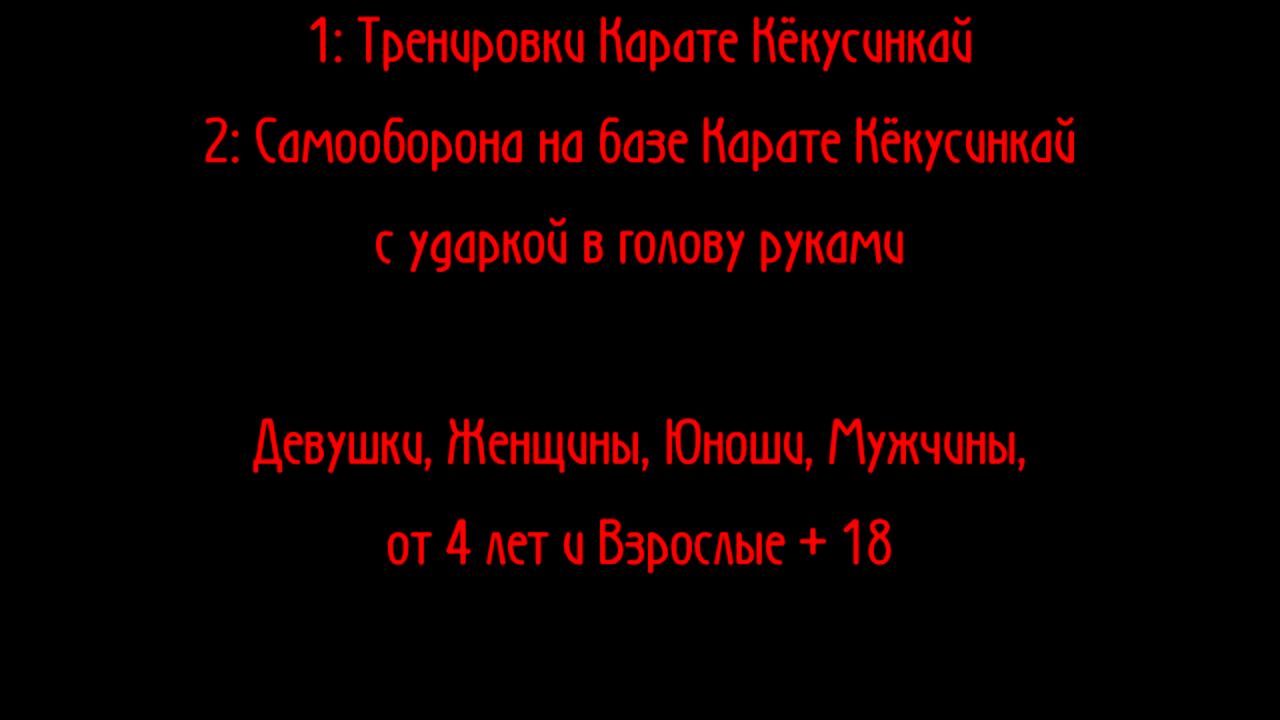 1: Тренировки Карате Кёкусинкай
2: Самооборона на базе Карате Кёкусинкай
с ударкой в голову руками
Девушки, Женщины, Юноши, Мужчины,
от 4 лет и Взрослые + 18